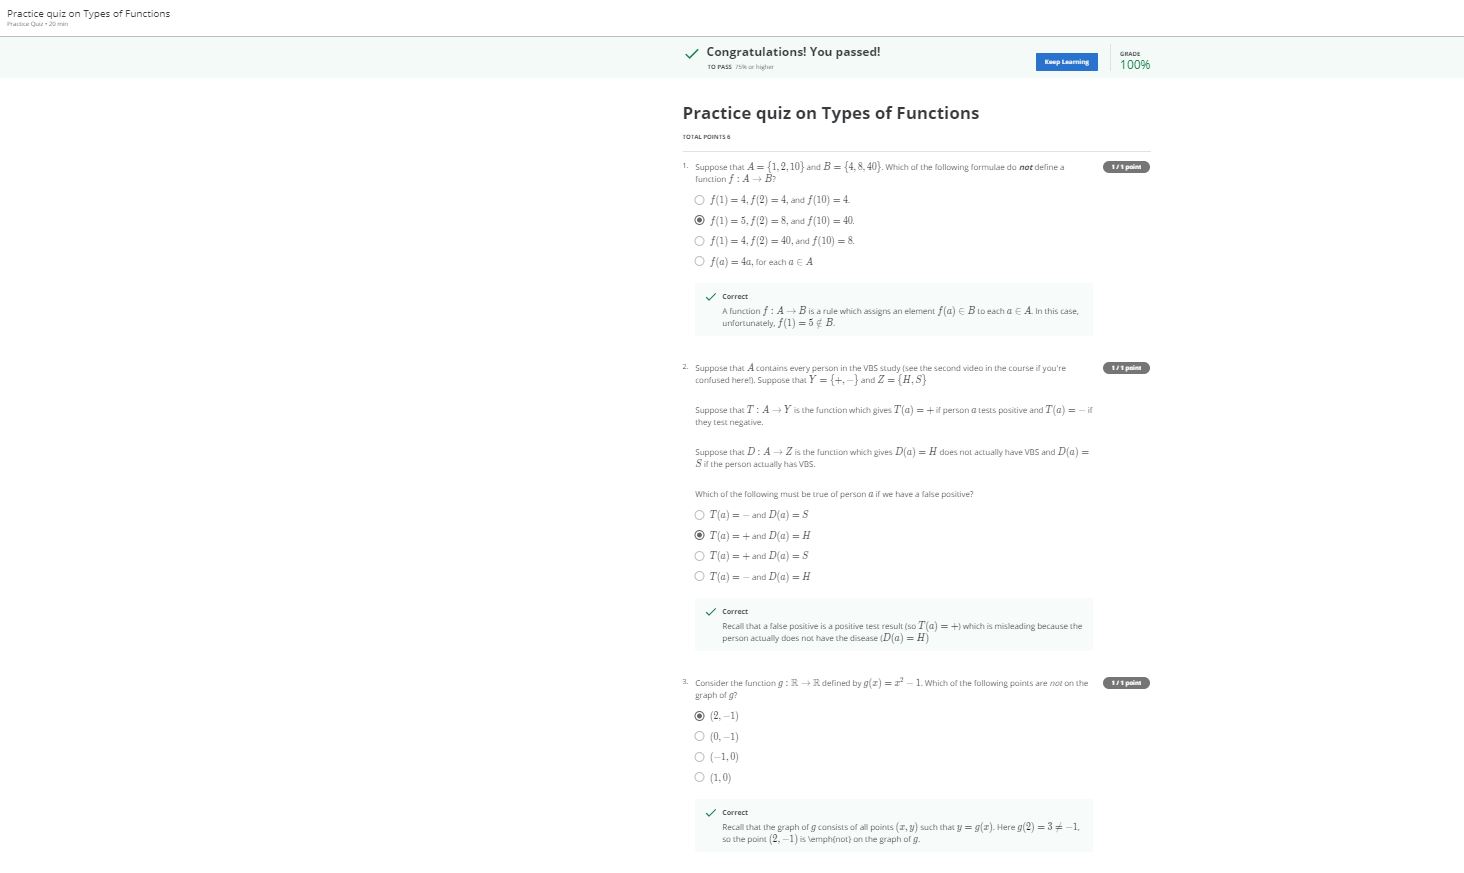 Practice quiz on Types of Functions
Practice Quiz • 20 min
Congratulations! You passed!
TO PASS 75% or higher
Keep Learning
GRADE
100%
Practice quiz on Types of Functions
TOTAL POINTS 6
1. Suppose that A = {1, 2, 10} and B = {4, 8, 40}. Which of the following formulae do not define a
function f : A → B?
1 / 1 point
f(1) = 4, f(2) = 4, and f(10) = 4.
f(1) = 5, f(2) = 8, and f(10) = 40.
f(1) = 4, f(2) = 40, and f(10) = 8.
f(a) = 4a, for each a ∈ A
Correct
A function f : A → B is a rule which assigns an element f(a) ∈ B to each a ∈ A. In this case,
unfortunately, f(1) = 5 ∉ B.
2. Suppose that A contains every person in the VBS study (see the second video in the course if you're
confused here!). Suppose that Y = {+, −} and Z = {H, S}
1 / 1 point
Suppose that T : A → Y is the function which gives T(a) = + if person a tests positive and T(a) = − if
they test negative.
Suppose that D : A → Z is the function which gives D(a) = H does not actually have VBS and D(a) =
S if the person actually has VBS.
Which of the following must be true of person a if we have a false positive?
T(a) = − and D(a) = S
T(a) = + and D(a) = H
T(a) = + and D(a) = S
T(a) = − and D(a) = H
Correct
Recall that a false positive is a positive test result (so T(a) = +) which is misleading because the
person actually does not have the disease (D(a) = H)
3. Consider the function g : ℝ → ℝ defined by g(x) = x² − 1. Which of the following points are not on the
graph of g?
1 / 1 point
(2, −1)
(0, −1)
(−1, 0)
(1, 0)
Correct
Recall that the graph of g consists of all points (x, y) such that y = g(x). Here g(2) = 3 ≠ −1,
so the point (2, −1) is \emph{not} on the graph of g.